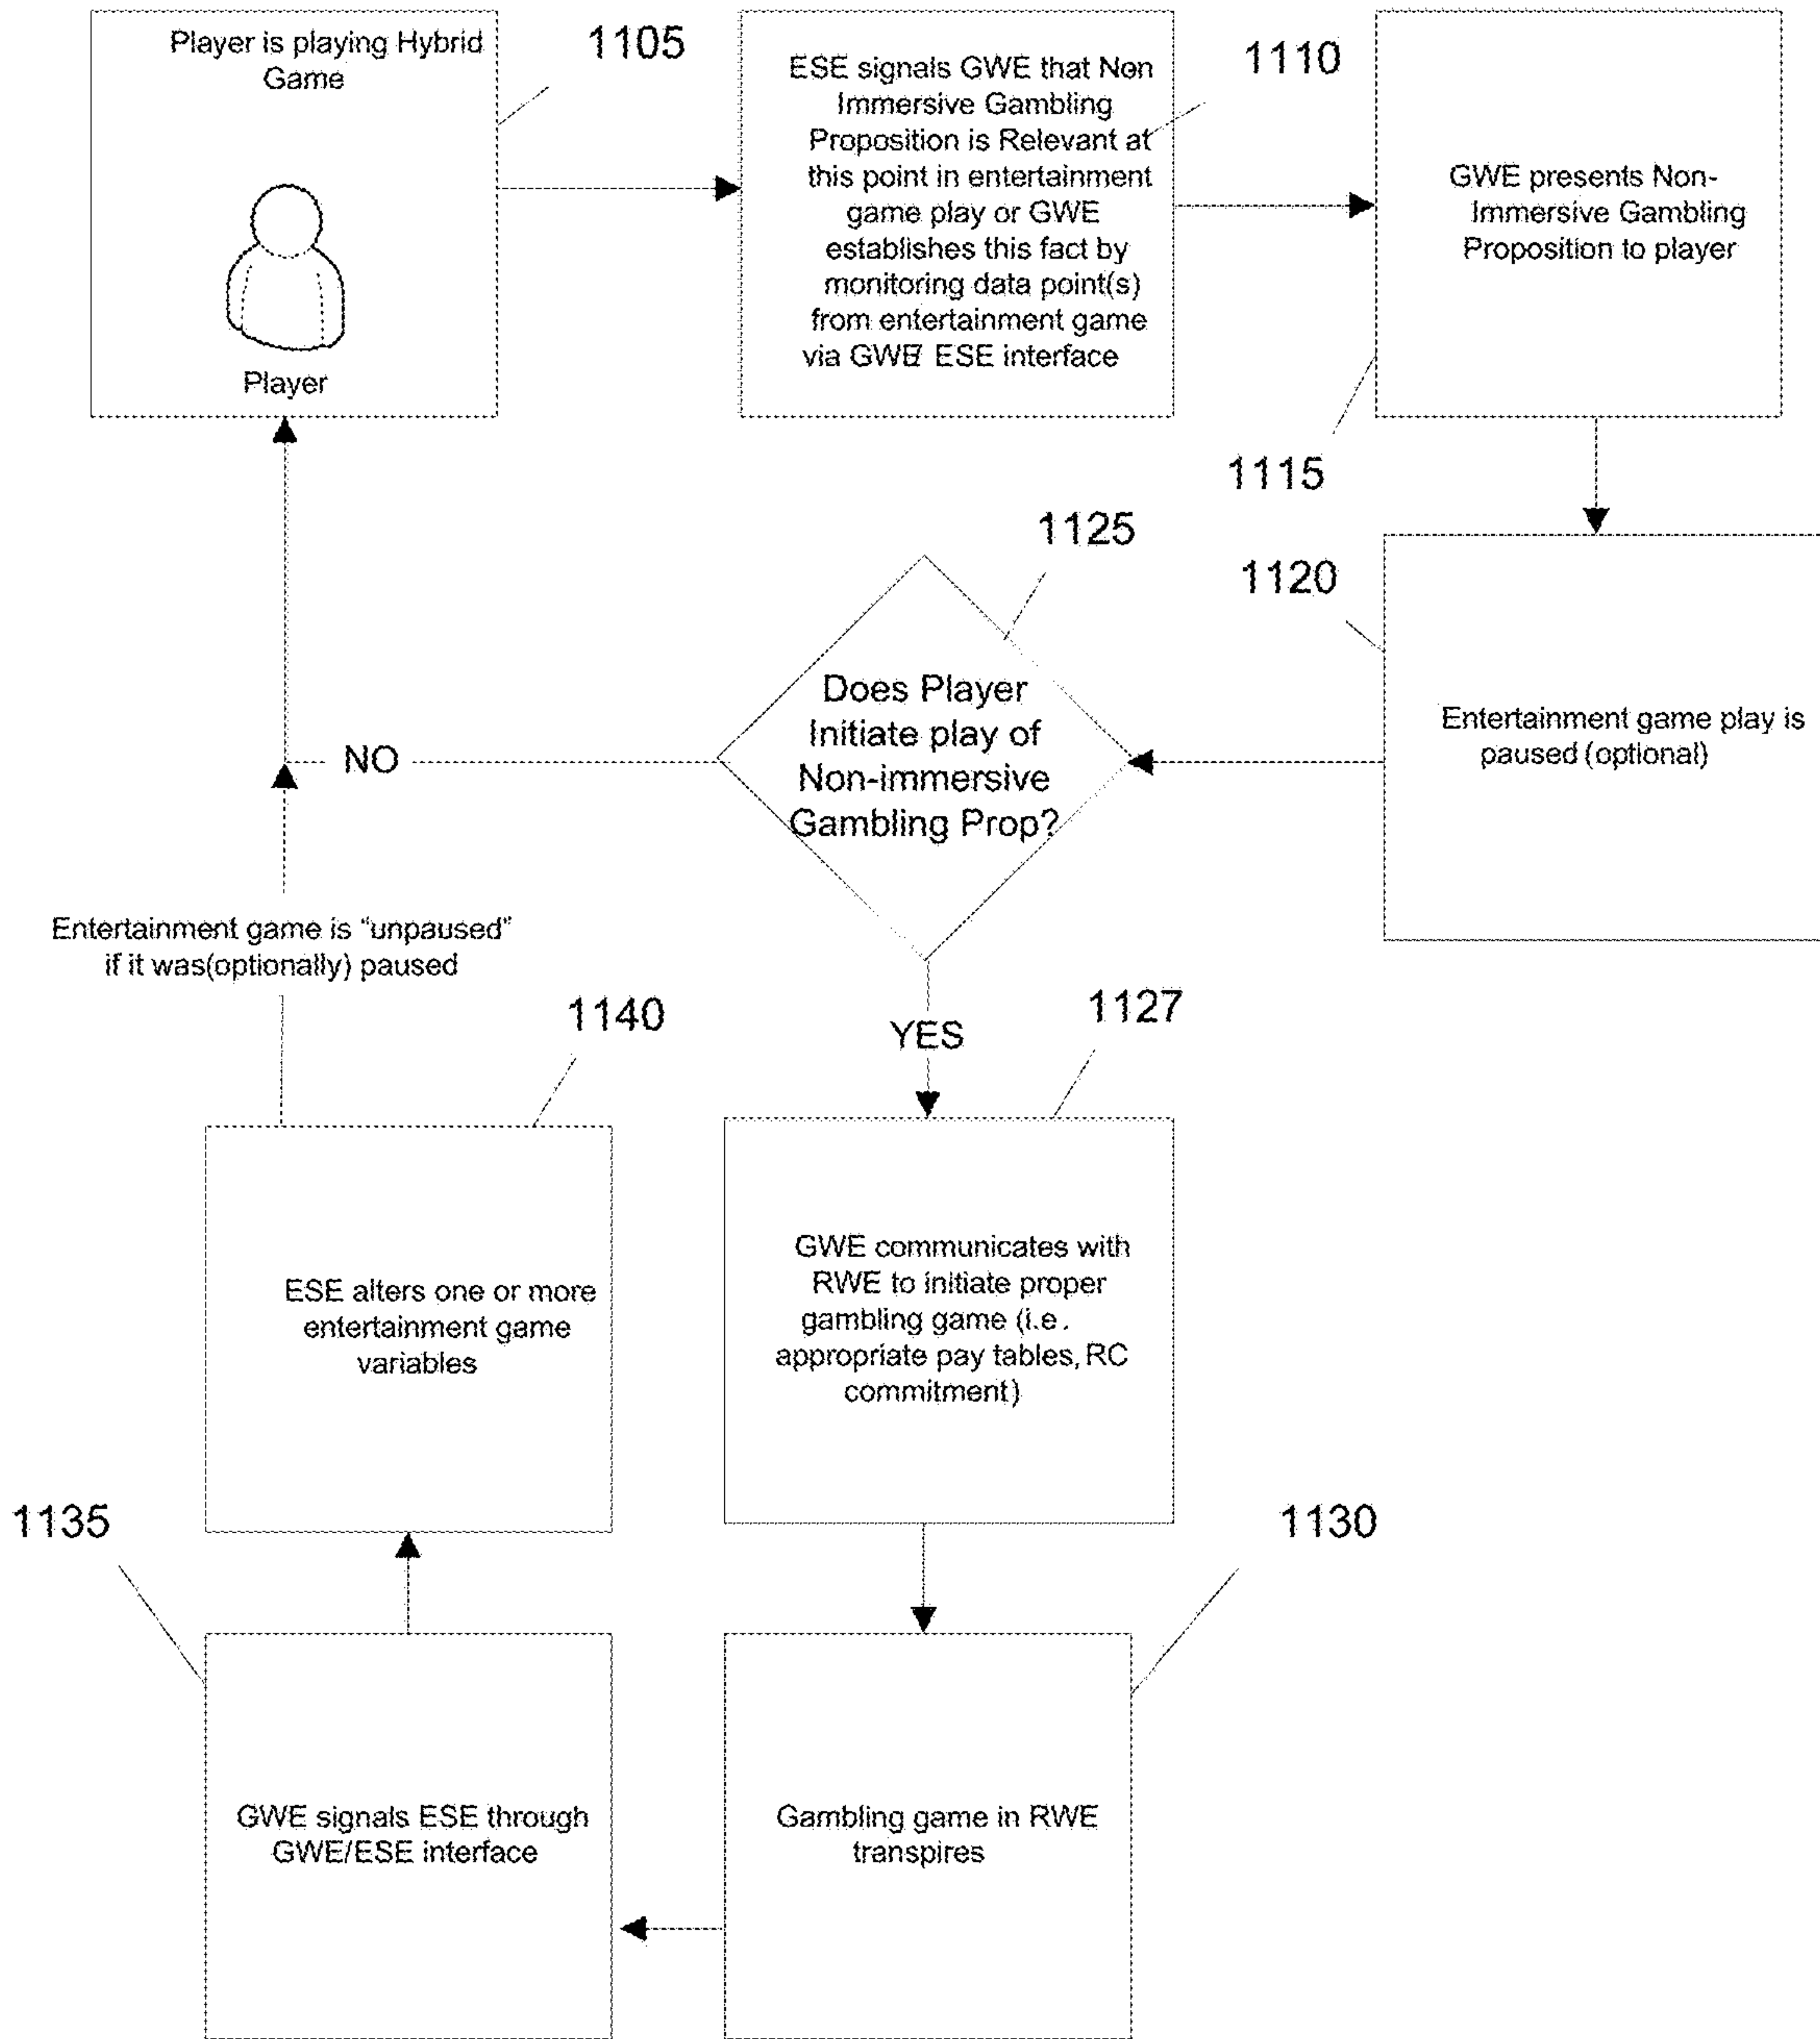 Player is playing Hybrid
Game
Player
1105
ESE signals GWE that Non
Immersive Gambling
Proposition is Relevant at
this point in entertainment
game play or GWE
establishes this fact by
monitoring data point(s)
from entertainment game
via GWE/ ESE interface
1110
GWE presents Non-
Immersive Gambling
Proposition to player
1115
1120
Entertainment game play is
paused (optional)
1125
Does Player
Initiate play of
Non-immersive
Gambling Prop?
NO
Entertainment game is "unpaused"
if it was(optionally) paused
YES
1127
GWE communicates with
RWE to initiate proper
gambling game (i.e.
appropriate pay tables, RC
commitment)
1140
ESE alters one or more
entertainment game
variables
1130
Gambling game in RWE
transpires
1135
GWE signals ESE through
GWE/ESE interface